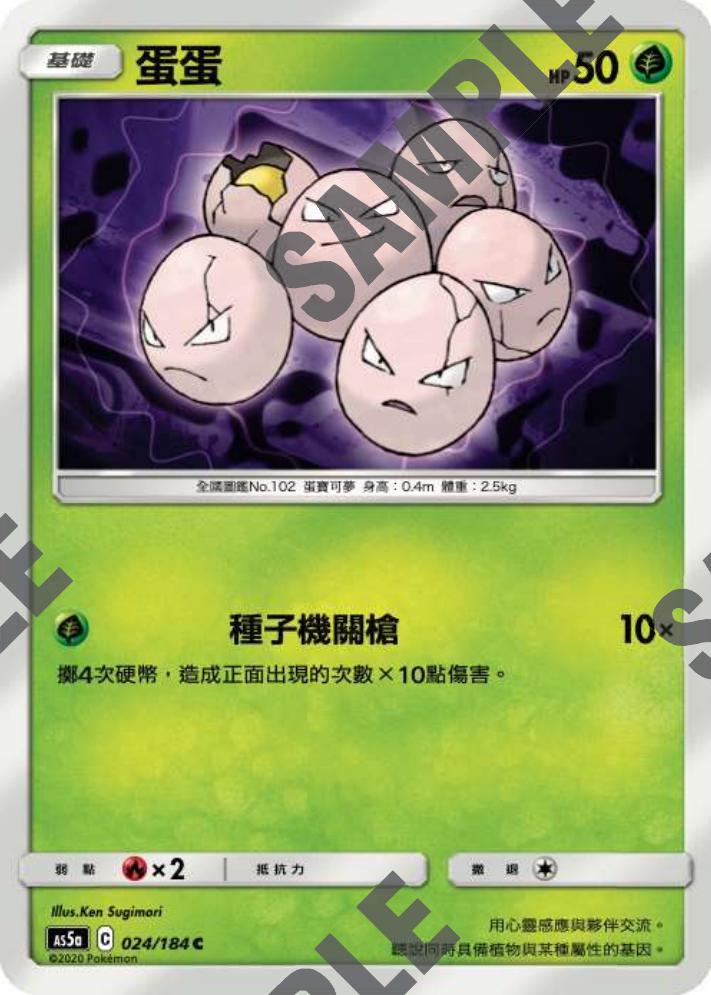 基礎 蛋蛋 HP 50
SAMPLE
全國圖鑑No.102 蛋寶可夢 身高：0.4m 體重：2.5kg
種子機關槍 10×
擲4次硬幣，造成正面出現的次數×10點傷害。
弱點 ×2 抵抗力 撤退
Illus.Ken Sugimori
AS5a C 024/184 C
©2020 Pokémon
用心靈感應與夥伴交流。
聽說同時具備植物與某種屬性的基因。